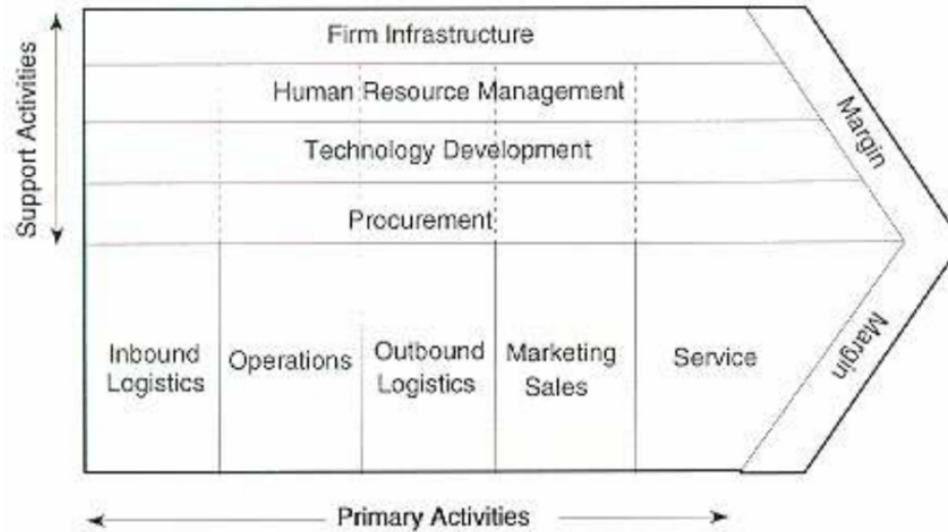 Support Activities
Firm Infrastructure
Human Resource Management
Technology Development
Procurement
Margin
Inbound
Logistics
Operations
Outbound
Logistics
Marketing
Sales
Service
Margin
Primary Activities